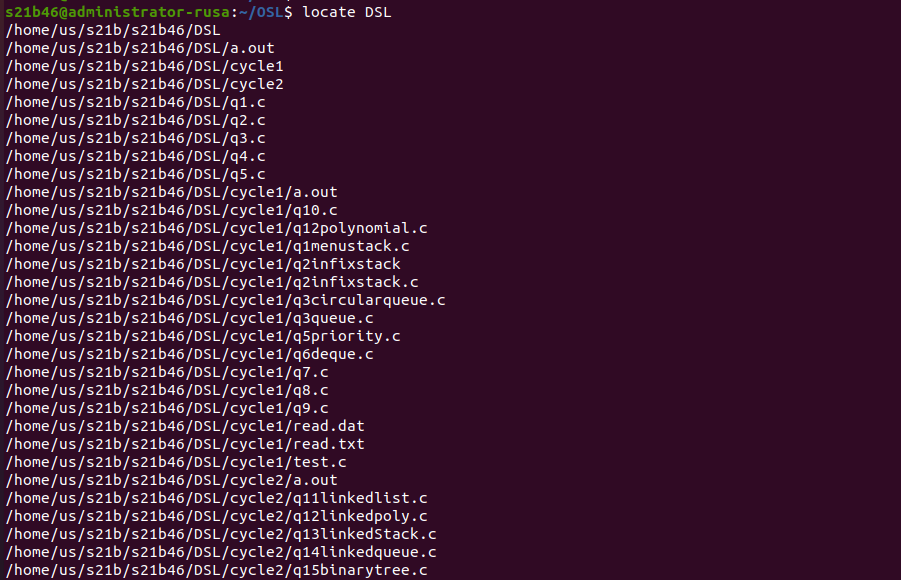 s21b46@administrator-rusa:~/OSL$ locate DSL
/home/us/s21b/s21b46/DSL
/home/us/s21b/s21b46/DSL/a.out
/home/us/s21b/s21b46/DSL/cycle1
/home/us/s21b/s21b46/DSL/cycle2
/home/us/s21b/s21b46/DSL/q1.c
/home/us/s21b/s21b46/DSL/q2.c
/home/us/s21b/s21b46/DSL/q3.c
/home/us/s21b/s21b46/DSL/q4.c
/home/us/s21b/s21b46/DSL/q5.c
/home/us/s21b/s21b46/DSL/cycle1/a.out
/home/us/s21b/s21b46/DSL/cycle1/q10.c
/home/us/s21b/s21b46/DSL/cycle1/q12polynomial.c
/home/us/s21b/s21b46/DSL/cycle1/q1menustack.c
/home/us/s21b/s21b46/DSL/cycle1/q2infixstack
/home/us/s21b/s21b46/DSL/cycle1/q2infixstack.c
/home/us/s21b/s21b46/DSL/cycle1/q3circularqueue.c
/home/us/s21b/s21b46/DSL/cycle1/q3queue.c
/home/us/s21b/s21b46/DSL/cycle1/q5priority.c
/home/us/s21b/s21b46/DSL/cycle1/q6deque.c
/home/us/s21b/s21b46/DSL/cycle1/q7.c
/home/us/s21b/s21b46/DSL/cycle1/q8.c
/home/us/s21b/s21b46/DSL/cycle1/q9.c
/home/us/s21b/s21b46/DSL/cycle1/read.dat
/home/us/s21b/s21b46/DSL/cycle1/read.txt
/home/us/s21b/s21b46/DSL/cycle1/test.c
/home/us/s21b/s21b46/DSL/cycle2/a.out
/home/us/s21b/s21b46/DSL/cycle2/q11linkedlist.c
/home/us/s21b/s21b46/DSL/cycle2/q12linkedpoly.c
/home/us/s21b/s21b46/DSL/cycle2/q13linkedStack.c
/home/us/s21b/s21b46/DSL/cycle2/q14linkedqueue.c
/home/us/s21b/s21b46/DSL/cycle2/q15binarytree.c